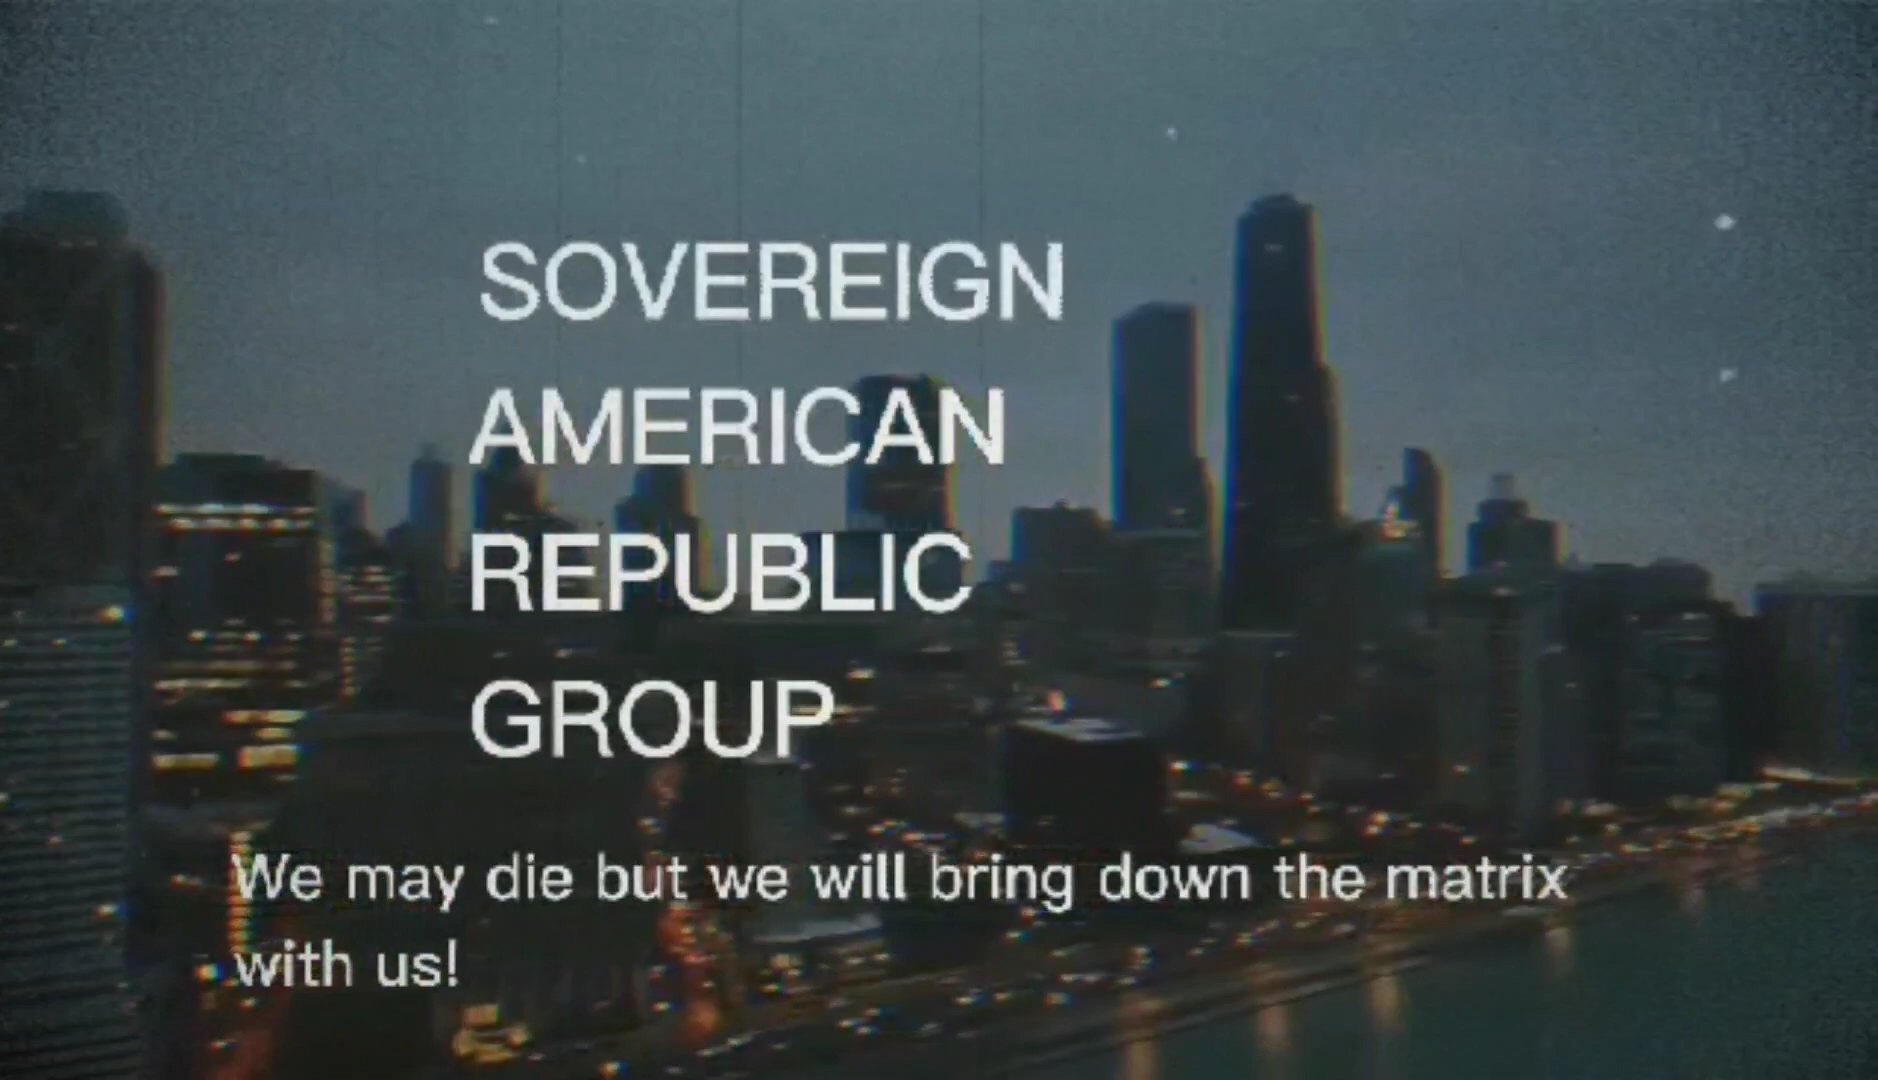 SOVEREIGN
AMERICAN
REPUBLIC
GROUP
We may die but we will bring down the matrix
with us!